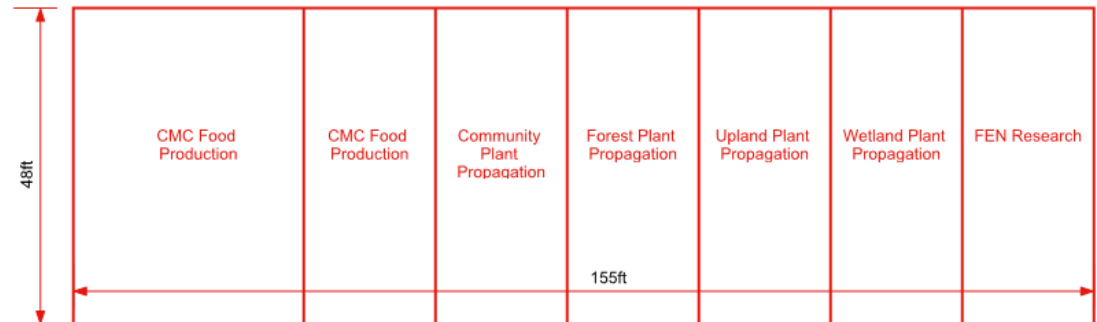 CMC Food
Production
CMC Food
Production
Community
Plant
Propagation
Forest Plant
Propagation
Upland Plant
Propagation
Wetland Plant
Propagation
FEN Research
48ft
155ft